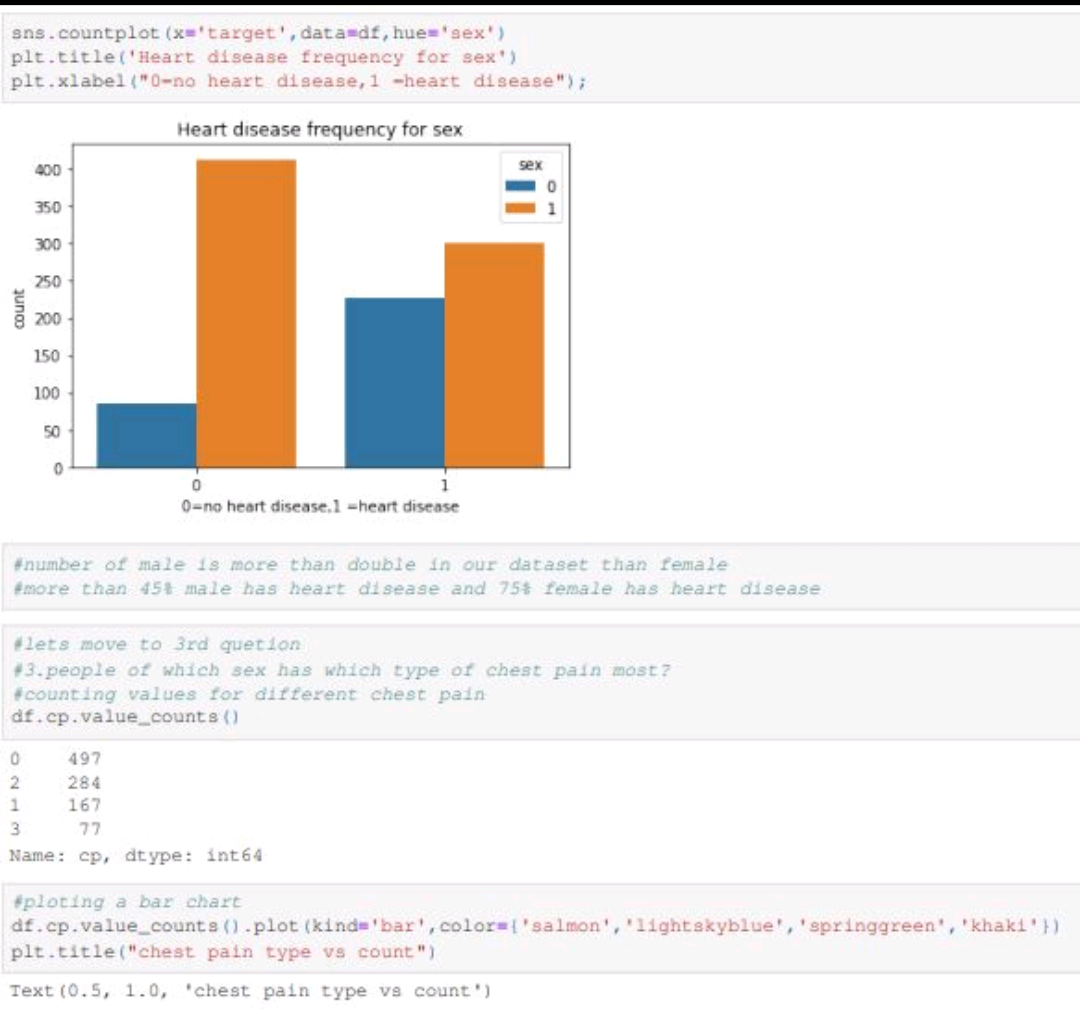 sns.countplot(x='target',data=df,hue='sex')
plt.title('Heart disease frequency for sex')
plt.xlabel("0=no heart disease,1 =heart disease");
Heart disease frequency for sex
sex
0
1
400
350
300
250
200
150
100
50
0
count
0 1
0=no heart disease,1 =heart disease
#number of male is more than double in our dataset than female
#more than 45% male has heart disease and 75% female has heart disease
#lets move to 3rd quetion
#3.people of which sex has which type of chest pain most?
#counting values for different chest pain
df.cp.value_counts()
0 497
2 284
1 167
3 77
Name: cp, dtype: int64
#ploting a bar chart
df.cp.value_counts().plot(kind='bar',color={'salmon','lightskyblue','springgreen','khaki'})
plt.title("chest pain type vs count")
Text(0.5, 1.0, 'chest pain type vs count')